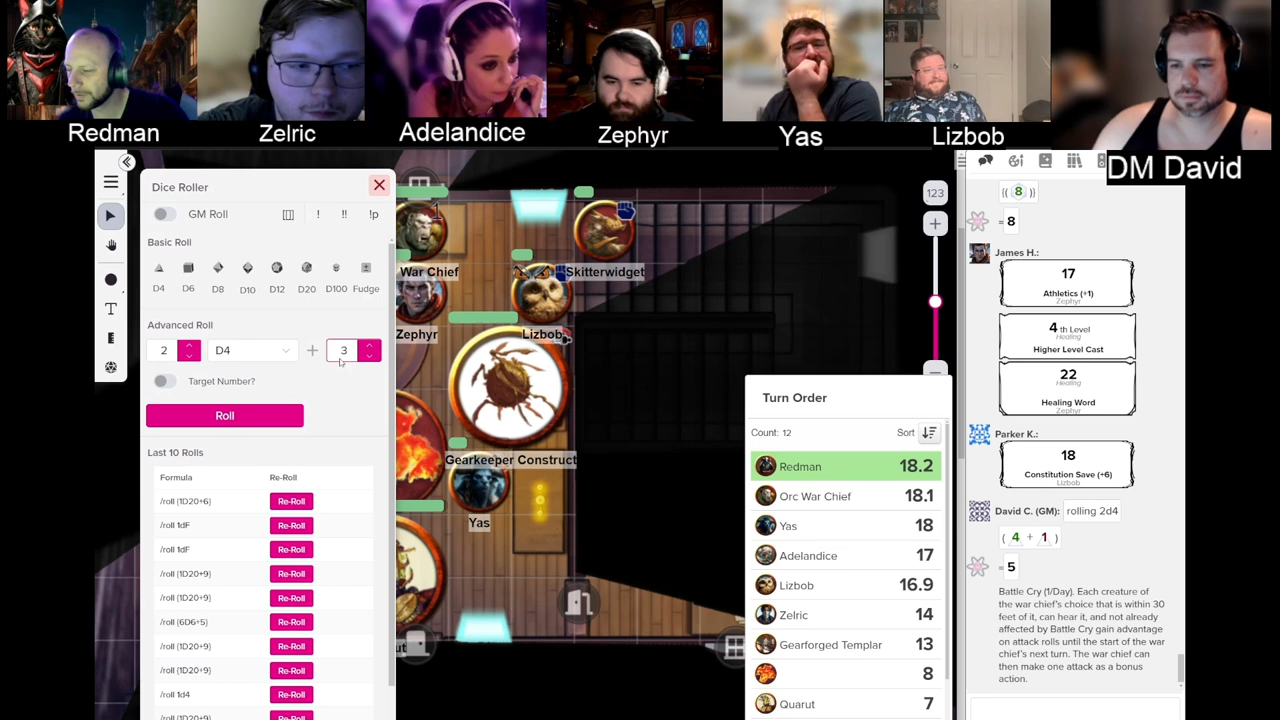 Redman
Zelric
Adelandice
Zephyr
Yas
Lizbob
DM David
Dice Roller
GM Roll
! !! !p
Basic Roll
D4 D6 D8 D10 D12 D20 D100 Fudge
Advanced Roll
2 D4 + 3
Target Number?
Roll
Last 10 Rolls
Formula Re-Roll
/roll {1D20+6} Re-Roll
/roll 1dF Re-Roll
/roll 1dF Re-Roll
/roll {1D20+9} Re-Roll
/roll {1D20+9} Re-Roll
/roll {6D6+5} Re-Roll
/roll {1D20+9} Re-Roll
/roll {1D20+9} Re-Roll
/roll 1d4 Re-Roll
/roll {1D20+9} Re-Roll
T
1
War Chief
Skitterwidget
Zephyr
Lizbob
Gearkeeper Construct
Yas
ut
123
Turn Order
Count: 12 Sort
Redman 18.2
Orc War Chief 18.1
Yas 18
Adelandice 17
Lizbob 16.9
Zelric 14
Gearforged Templar 13
8
Quarut 7
(( 8 ))
= 8
James H.:
17
Athletics (+1)
Zephyr
4 th Level
Healing
Higher Level Cast
22
Healing
Healing Word
Zephyr
Parker K.:
18
Constitution Save (+6)
Lizbob
David C. (GM): rolling 2d4
( 4 + 1 )
= 5
Battle Cry (1/Day). Each creature of
the war chief's choice that is within 30
feet of it, can hear it, and not already
affected by Battle Cry gain advantage
on attack rolls until the start of the war
chief's next turn. The war chief can
then make one attack as a bonus
action.